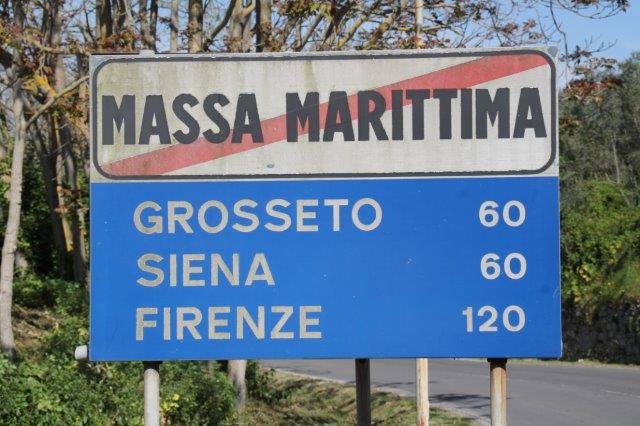 MASSA MARITTIMA
GROSSETO 60
SIENA 60
FIRENZE 120